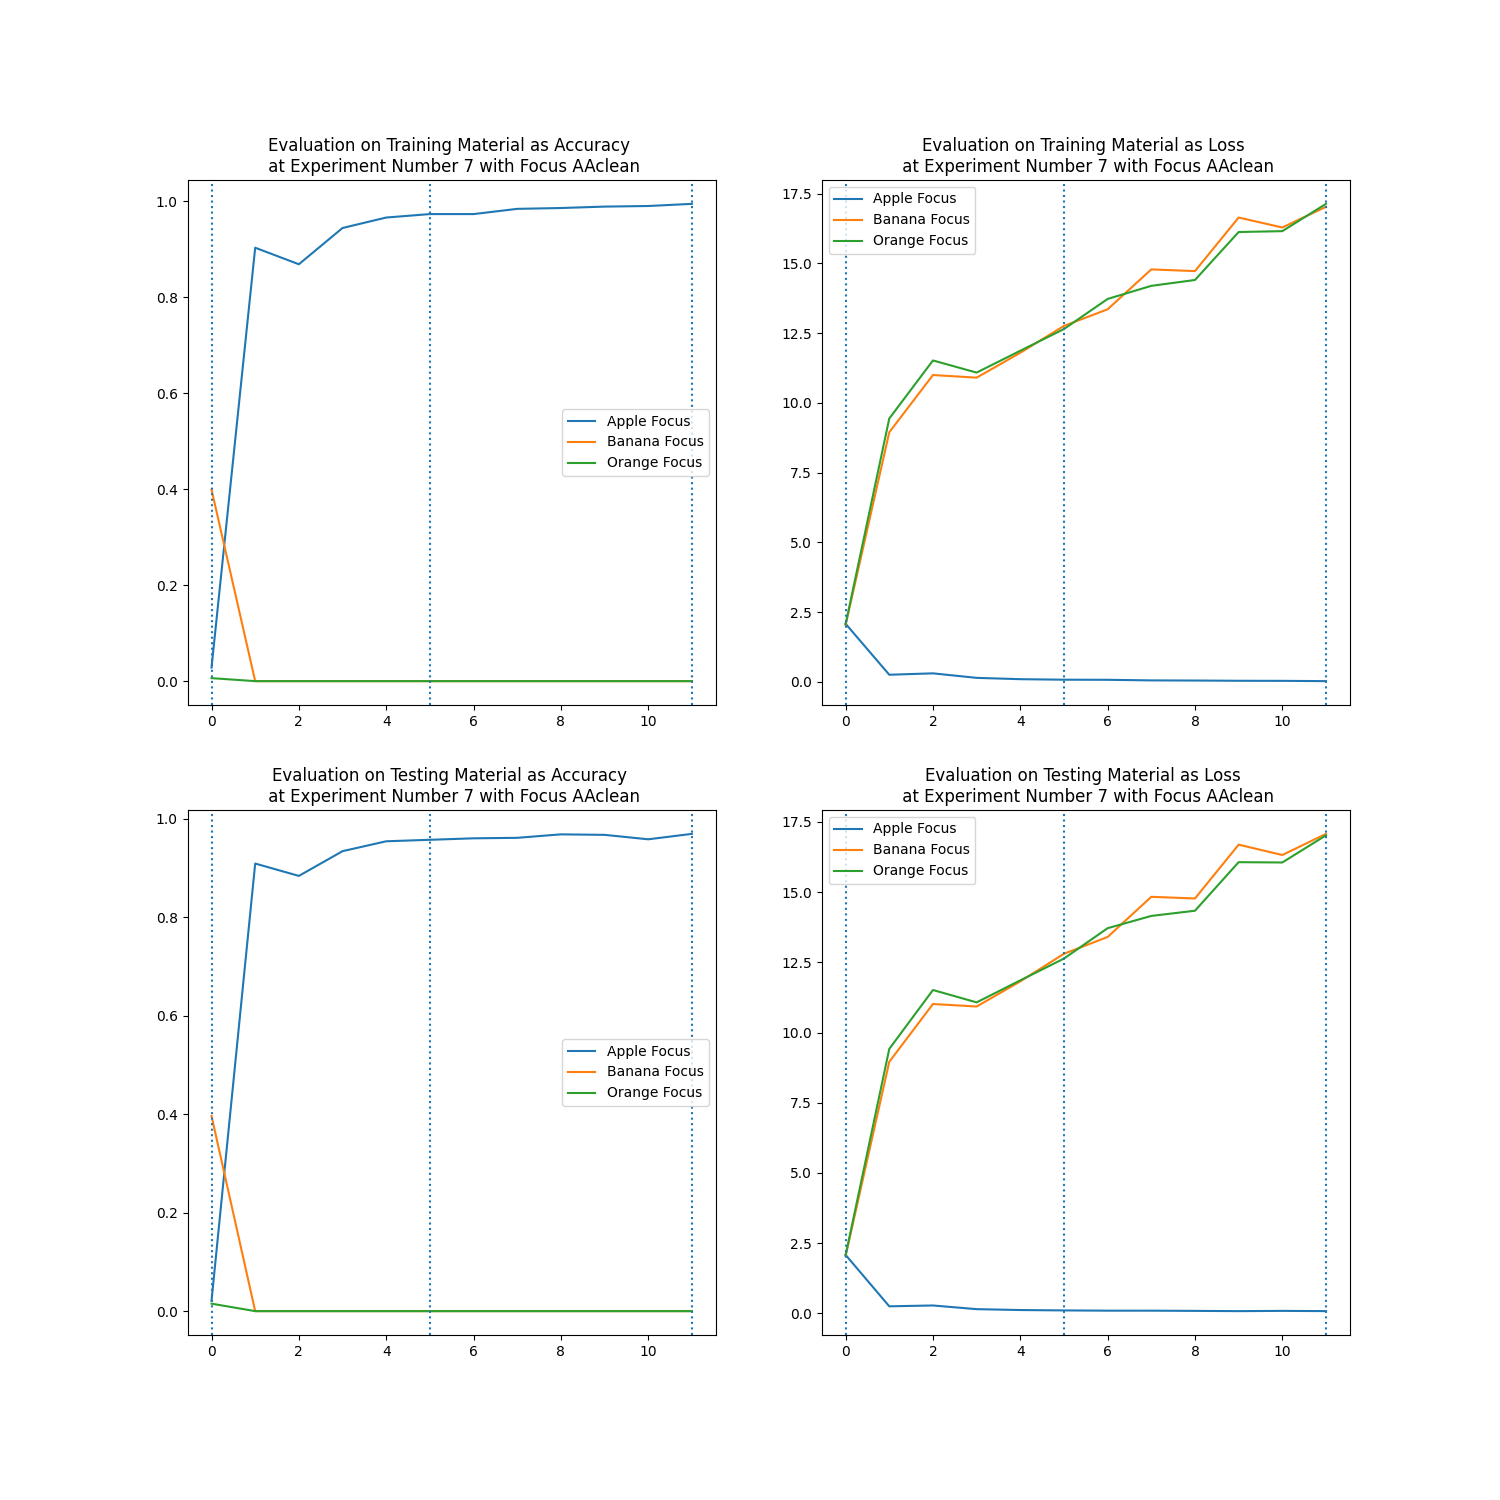 Evaluation on Training Material as Accuracy
at Experiment Number 7 with Focus AAclean
1.0
0.8
0.6
0.4
0.2
0.0
Apple Focus
Banana Focus
Orange Focus
0 2 4 6 8 10
Evaluation on Training Material as Loss
at Experiment Number 7 with Focus AAclean
17.5
15.0
12.5
10.0
7.5
5.0
2.5
0.0
Apple Focus
Banana Focus
Orange Focus
0 2 4 6 8 10
Evaluation on Testing Material as Accuracy
at Experiment Number 7 with Focus AAclean
1.0
0.8
0.6
0.4
0.2
0.0
Apple Focus
Banana Focus
Orange Focus
0 2 4 6 8 10
Evaluation on Testing Material as Loss
at Experiment Number 7 with Focus AAclean
17.5
15.0
12.5
10.0
7.5
5.0
2.5
0.0
Apple Focus
Banana Focus
Orange Focus
0 2 4 6 8 10